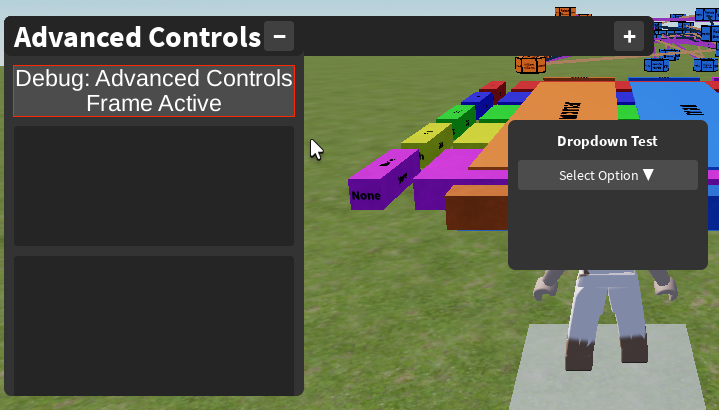 Advanced Controls
−
+
Debug: Advanced Controls
Frame Active
Dropdown Test
Select Option ▼
None